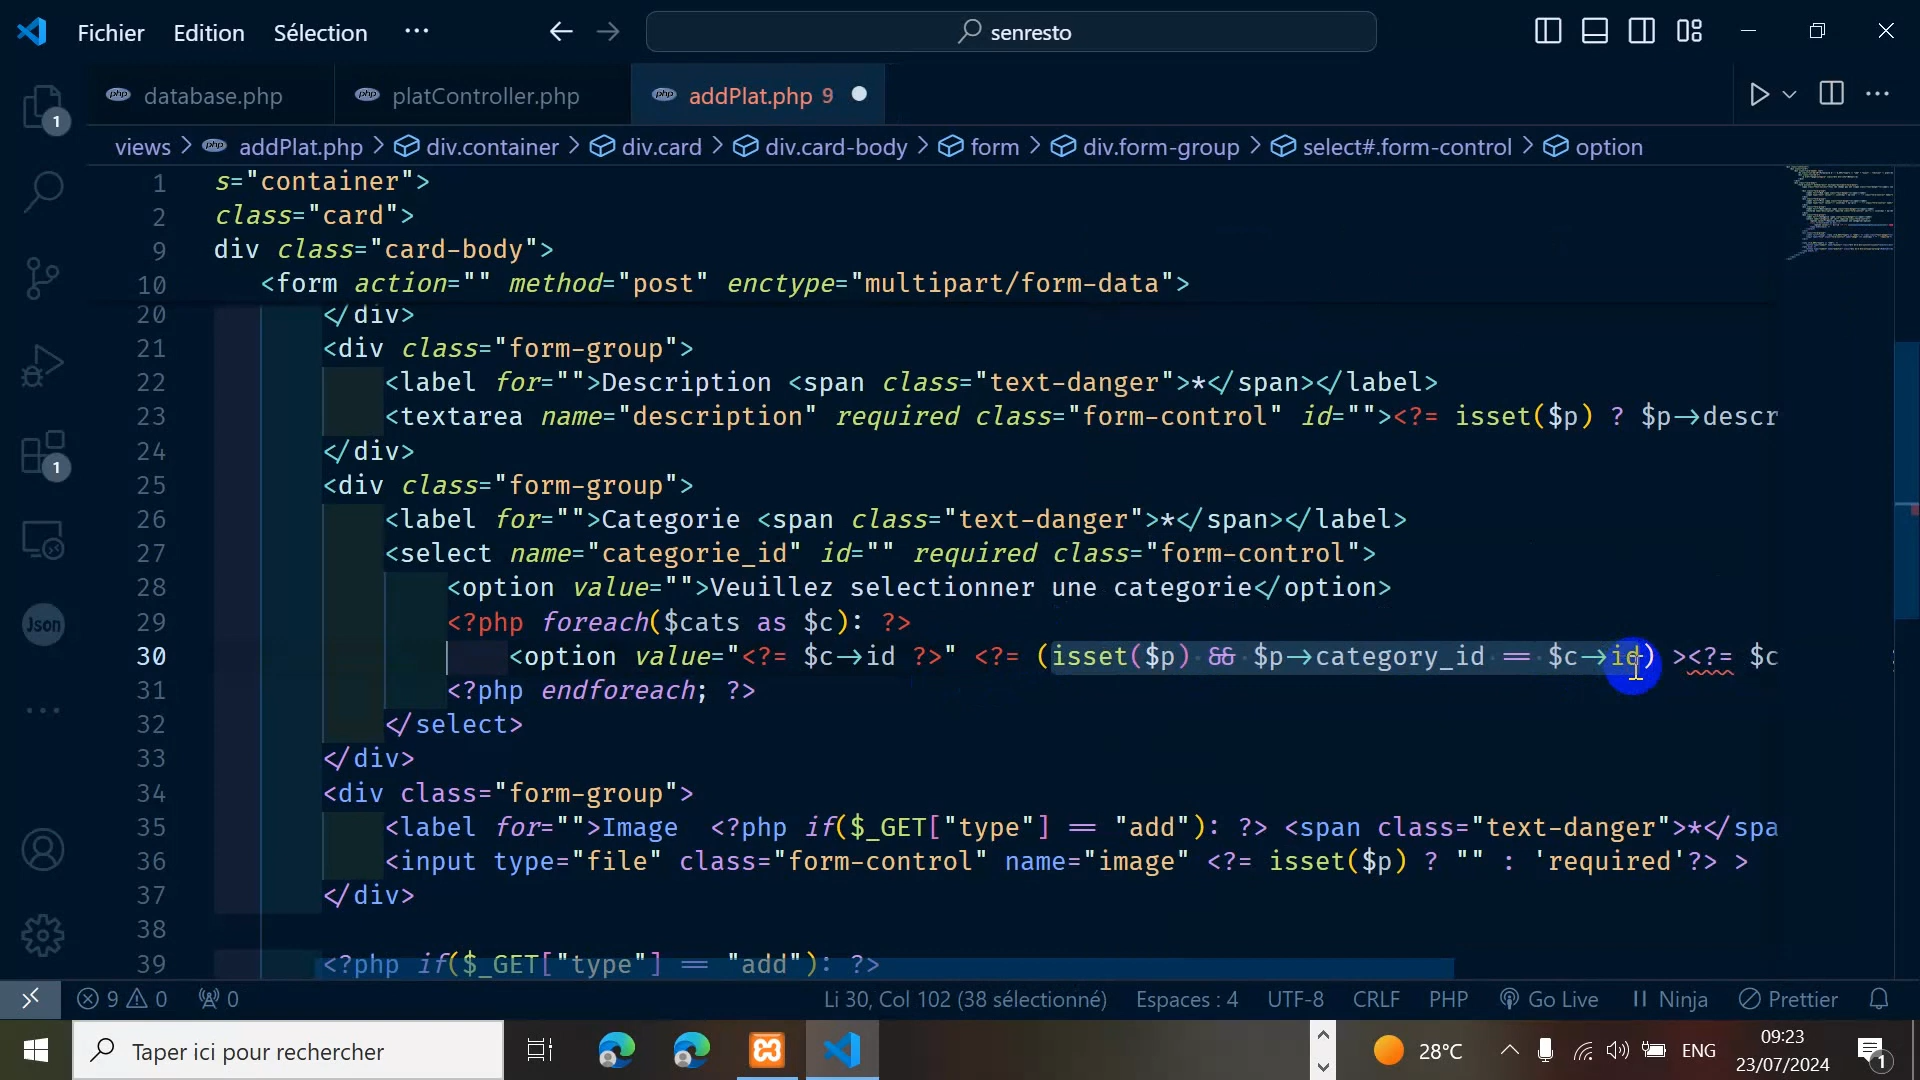 Fichier Edition Sélection ... senresto
database.php platController.php addPlat.php 9
views > addPlat.php > div.container > div.card > div.card-body > form > div.form-group > select#.form-control > option
1 s="container">
2 class="card">
9 div class="card-body">
10 <form action="" method="post" enctype="multipart/form-data">
20 </div>
21 <div class="form-group">
22 <label for="">Description <span class="text-danger">*</span></label>
23 <textarea name="description" required class="form-control" id=""><?= isset($p) ? $p->descr
24 </div>
25 <div class="form-group">
26 <label for="">Categorie <span class="text-danger">*</span></label>
27 <select name="categorie_id" id="" required class="form-control">
28 <option value="">Veuillez selectionner une categorie</option>
29 <?php foreach($cats as $c): ?>
30 <option value="<?= $c->id ?>" <?= (isset($p) && $p->category_id == $c->id) ><?= $c
31 <?php endforeach; ?>
32 </select>
33 </div>
34 <div class="form-group">
35 <label for="">Image <?php if($_GET["type"] == "add"): ?> <span class="text-danger">*</spa
36 <input type="file" class="form-control" name="image" <?= isset($p) ? "" : 'required'?> >
37 </div>
38
39 <?php if($_GET["type"] == "add"): ?>
9 0 0 Li 30, Col 102 (38 sélectionné) Espaces : 4 UTF-8 CRLF PHP Go Live Ninja Prettier
1
1
Json
Taper ici pour rechercher 28°C ENG 09:23
23/07/2024 1